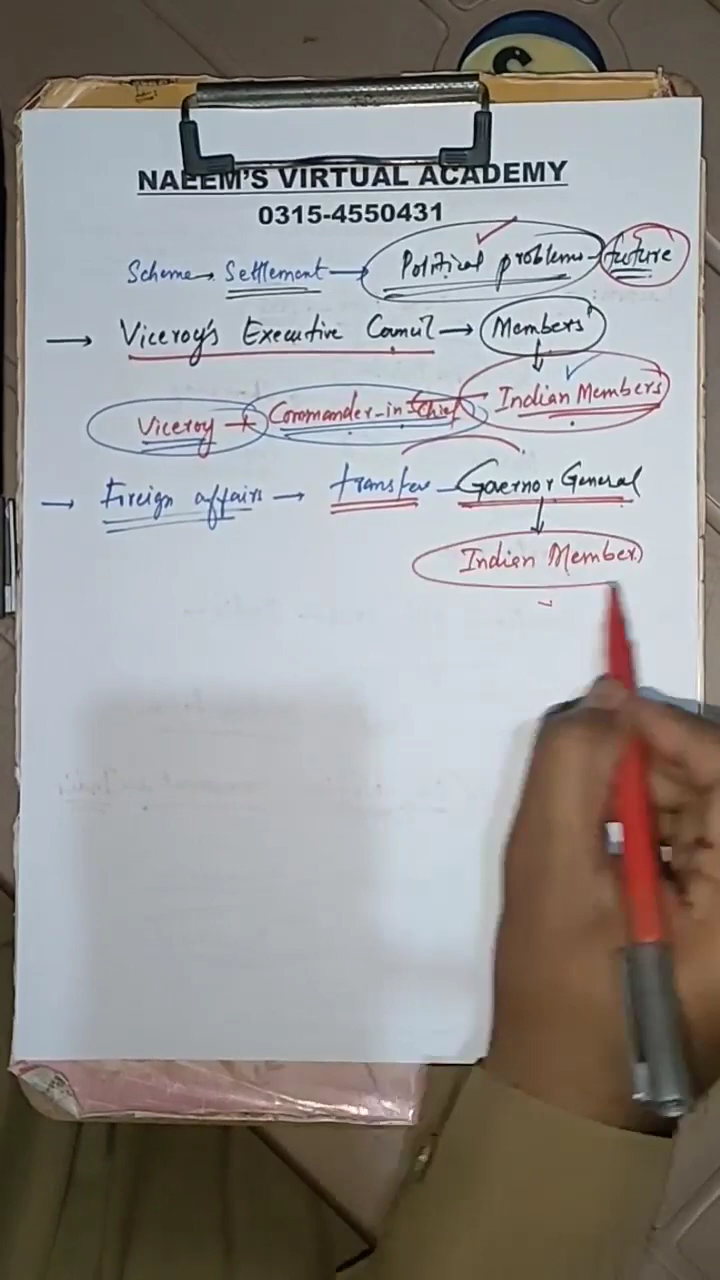 NAEEM'S VIRTUAL ACADEMY
0315-4550431
Scheme → Settlement → Political problems - future
→ Viceroy's Executive Council → Members
Viceroy + Commander-in-Chief - Indian Members
→ Foreign affairs → transfer - Governor General
Indian Member